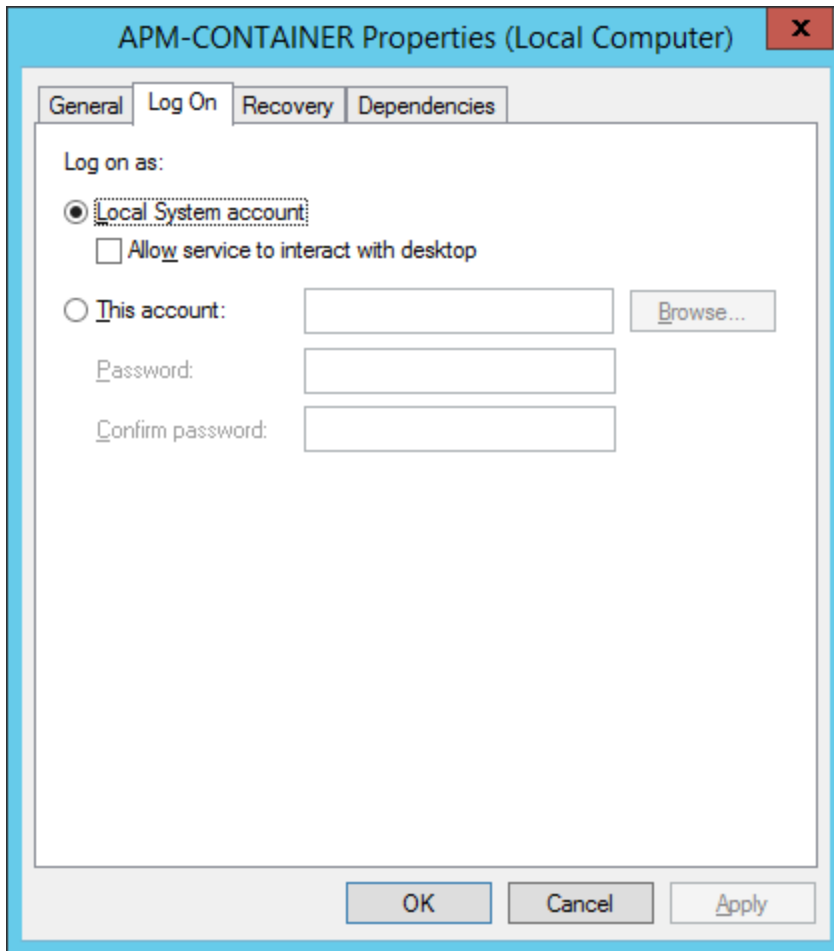 APM-CONTAINER Properties (Local Computer)
x
General Log On Recovery Dependencies
Log on as:
Local System account
Allow service to interact with desktop
This account:
Browse...
Password:
Confirm password:
OK Cancel Apply